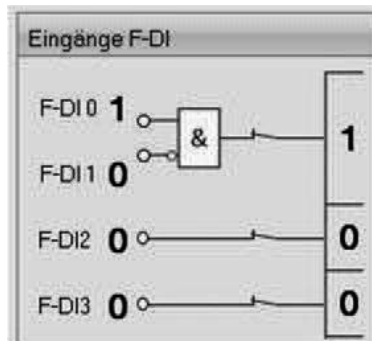 Eingänge F-DI
F-DI 0 1
&
1
F-DI 1 0
F-DI2 0 0
F-DI3 0 0